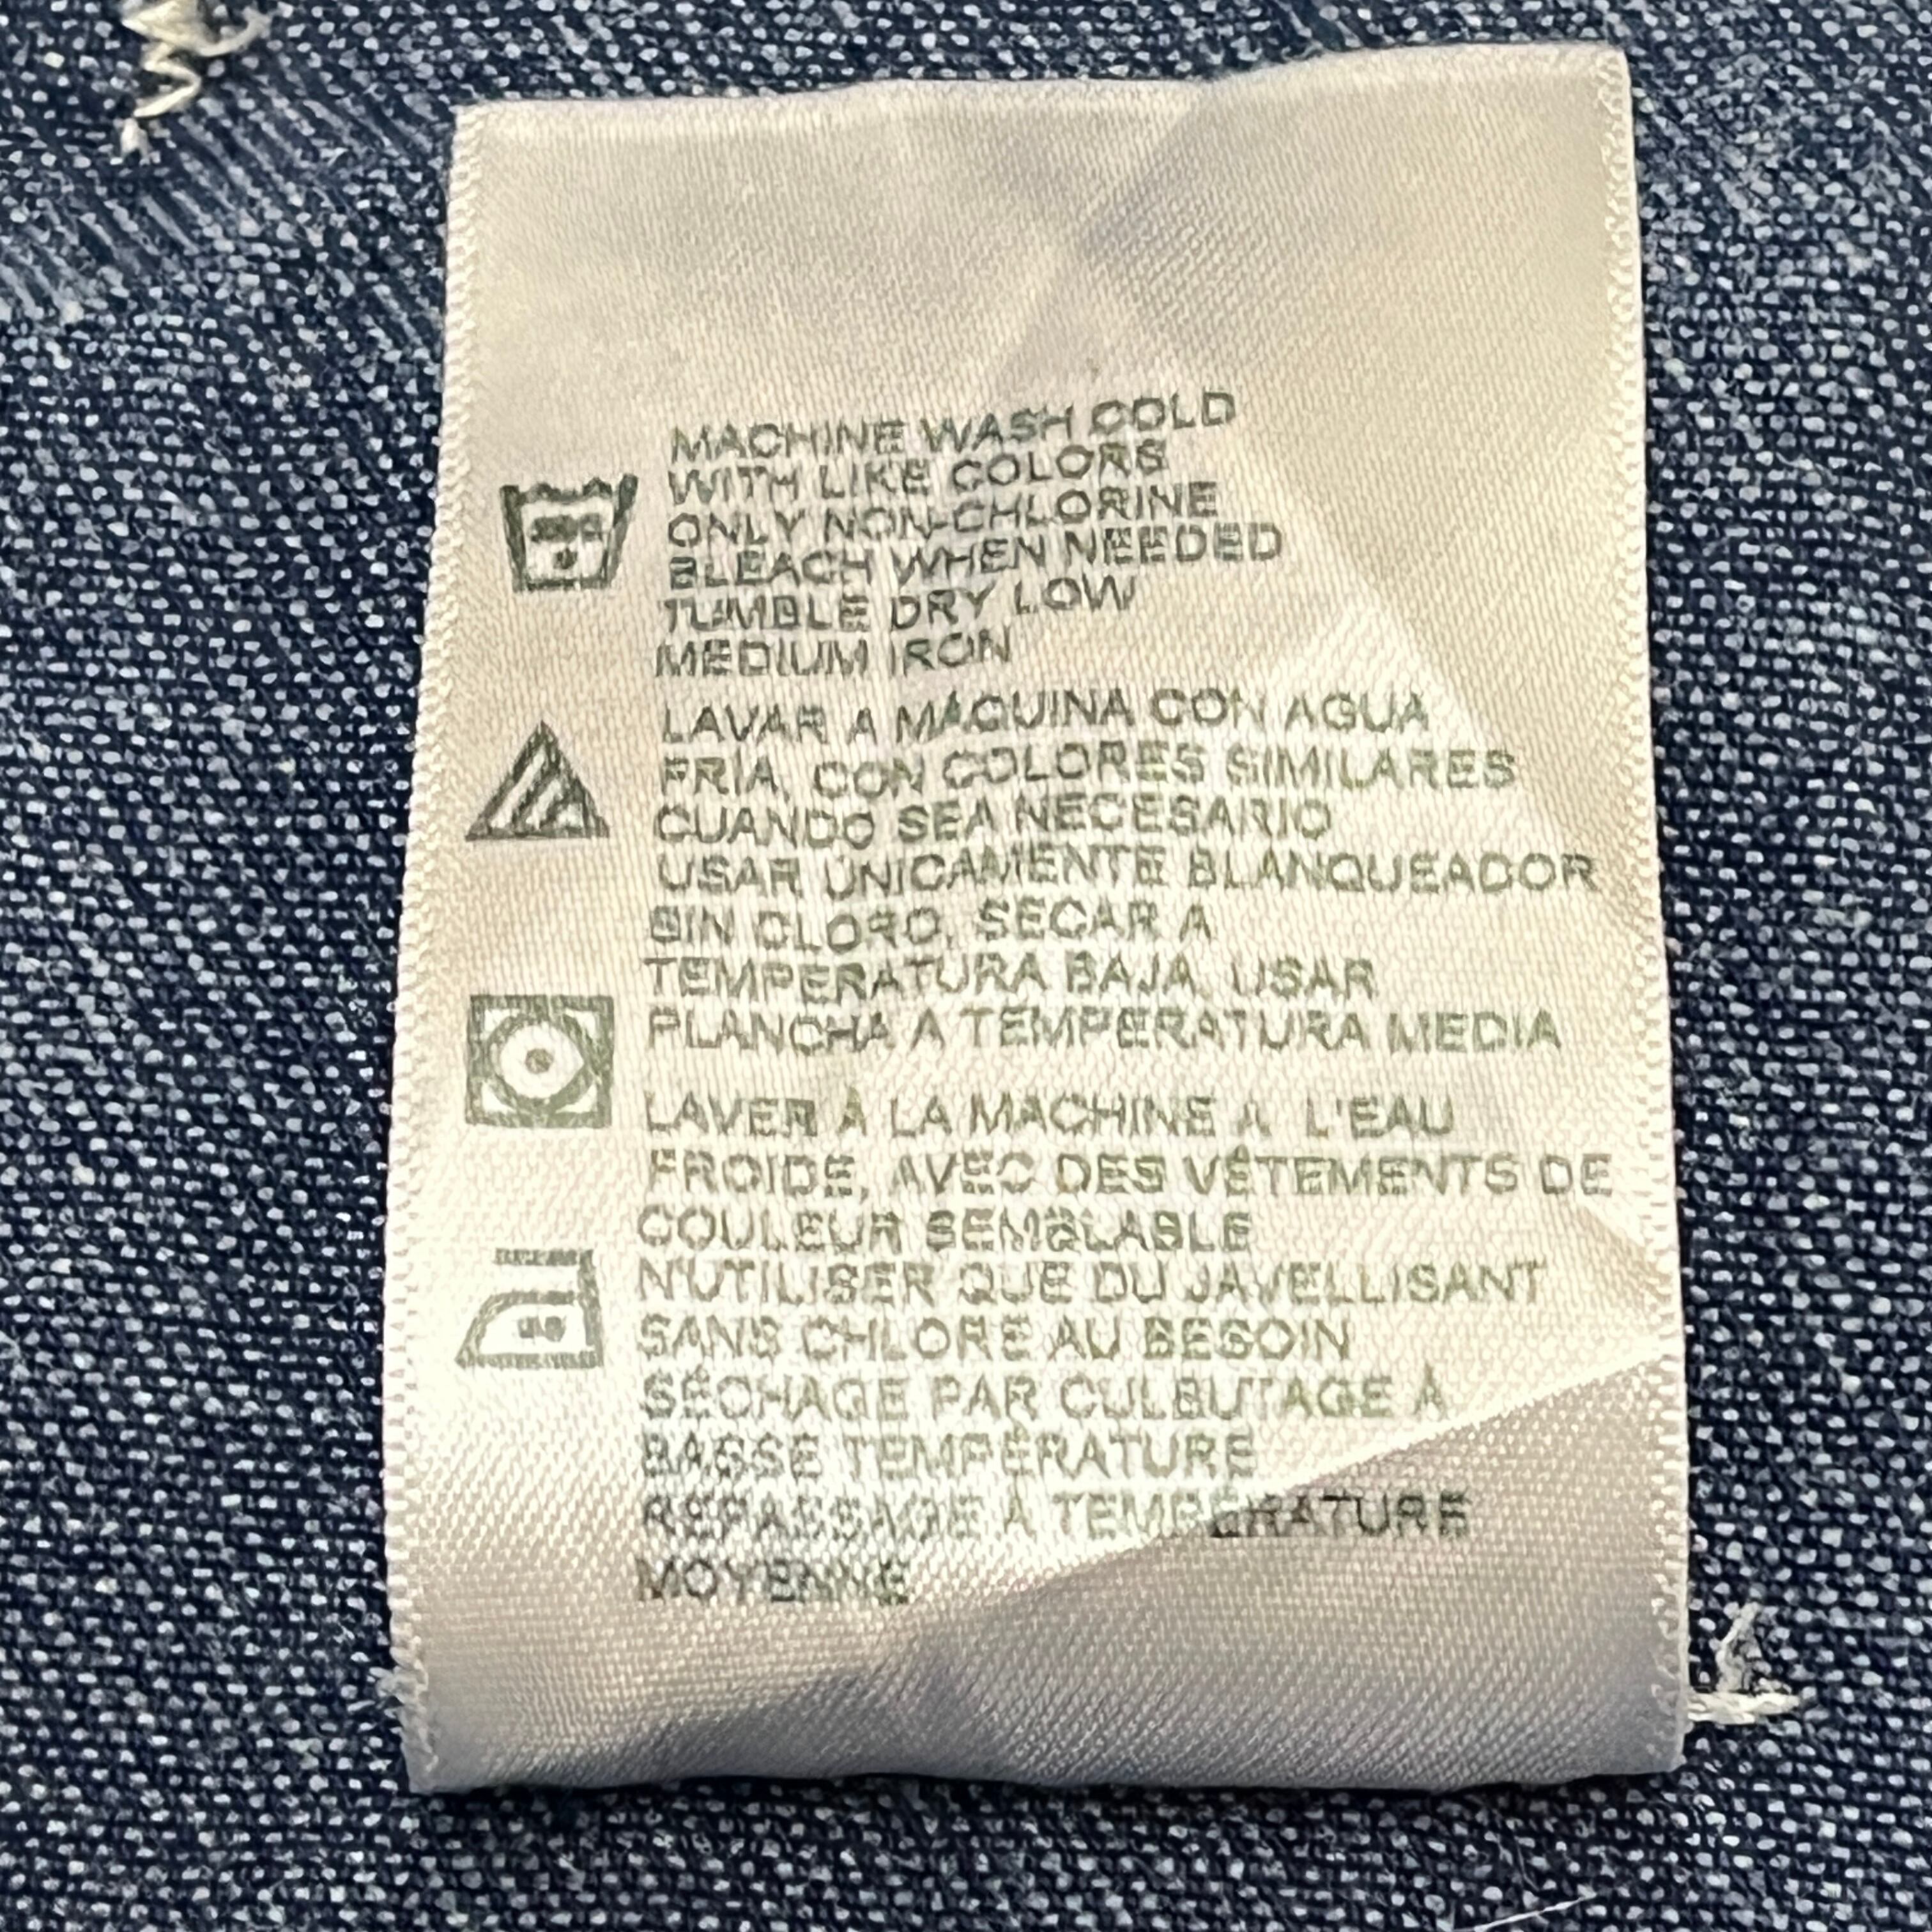 MACHINE WASH COLD
WITH LIKE COLORS
ONLY NON-CHLORINE
BLEACH WHEN NEEDED
TUMBLE DRY LOW
MEDIUM IRON
LAVAR A MÁQUINA CON AGUA
FRÍA, CON COLORES SIMILARES
CUANDO SEA NECESARIO
USAR ÚNICAMENTE BLANQUEADOR
SIN CLORO, SECAR A
TEMPERATURA BAJA, USAR
PLANCHA A TEMPERATURA MEDIA
LAVER À LA MACHINE À L'EAU
FROIDE, AVEC DES VÊTEMENTS DE
COULEUR SEMBLABLE
N'UTILISER QUE DU JAVELLISANT
SANS CHLORE AU BESOIN
SÉCHAGE PAR CULBUTAGE À
BASSE TEMPÉRATURE
REPASSAGE À TEMPÉRATURE
MOYENNE